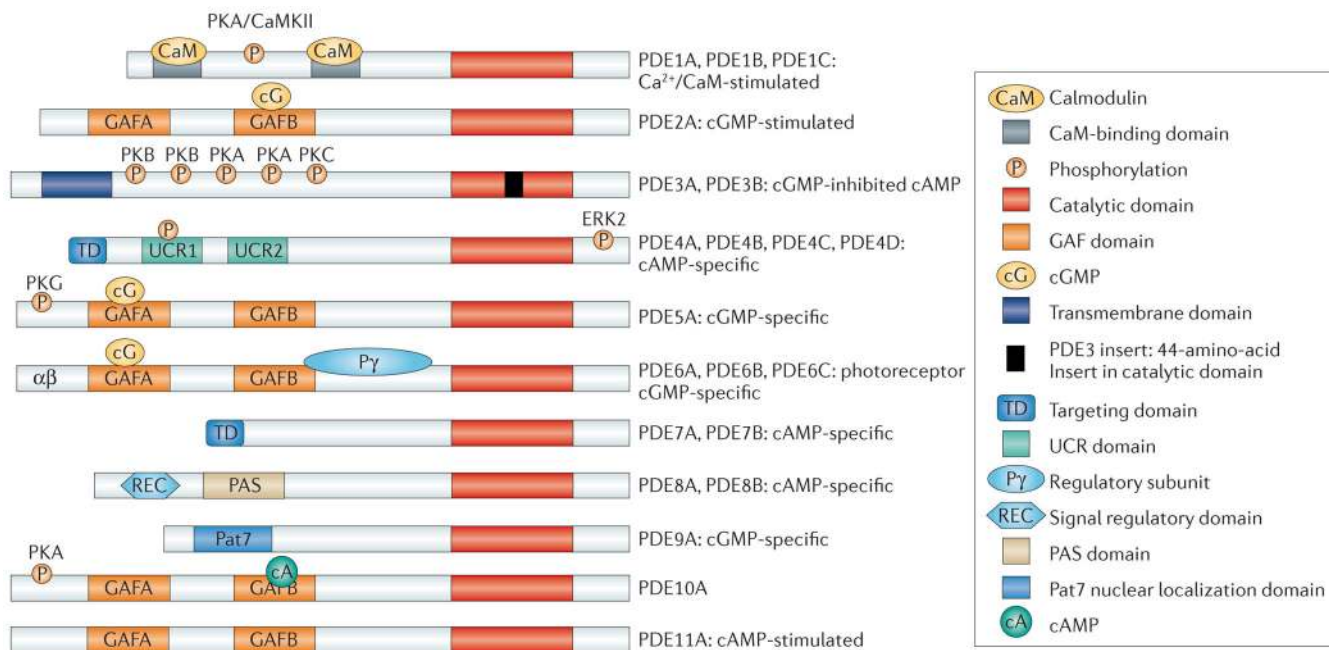 PKA/CaMKII
CaM P CaM
PDE1A, PDE1B, PDE1C:
Ca²⁺/CaM-stimulated
cG
GAFA GAFB
PDE2A: cGMP-stimulated
PKB PKB PKA PKA PKC
P P P P P
PDE3A, PDE3B: cGMP-inhibited cAMP
ERK2
P P
TD UCR1 UCR2
PDE4A, PDE4B, PDE4C, PDE4D:
cAMP-specific
PKG
P cG
GAFA GAFB
PDE5A: cGMP-specific
cG Pγ
αβ GAFA GAFB
PDE6A, PDE6B, PDE6C: photoreceptor
cGMP-specific
TD
PDE7A, PDE7B: cAMP-specific
REC PAS
PDE8A, PDE8B: cAMP-specific
Pat7
PDE9A: cGMP-specific
PKA
P cA
GAFA GAFB
PDE10A
GAFA GAFB
PDE11A: cAMP-stimulated
CaM Calmodulin
CaM-binding domain
P Phosphorylation
Catalytic domain
GAF domain
cG cGMP
Transmembrane domain
PDE3 insert: 44-amino-acid
Insert in catalytic domain
TD Targeting domain
UCR domain
Pγ Regulatory subunit
REC Signal regulatory domain
PAS domain
Pat7 nuclear localization domain
cA cAMP